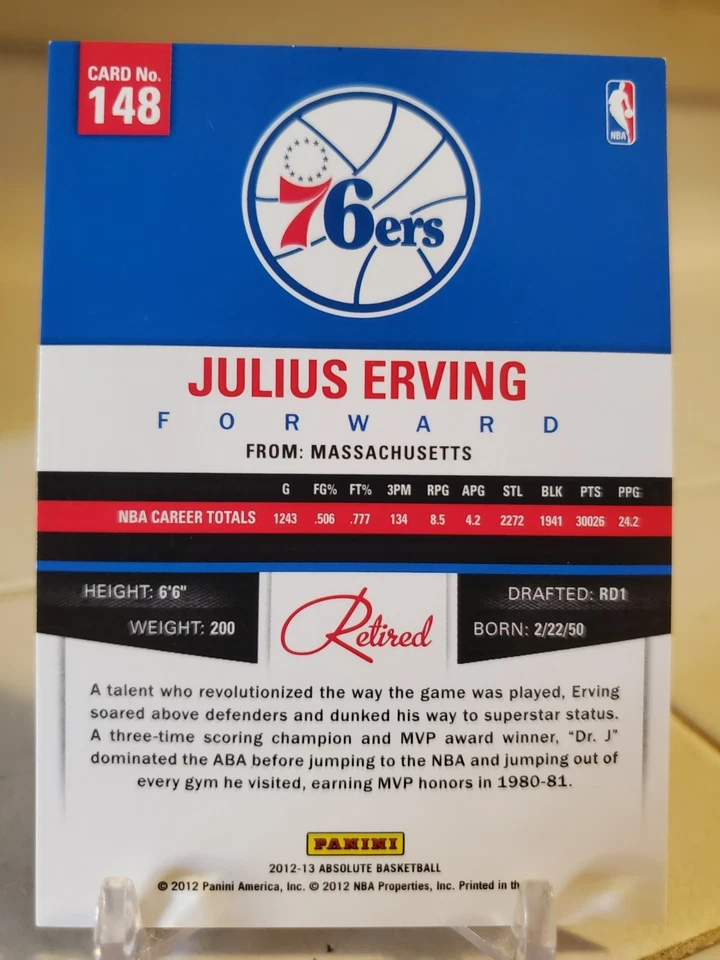 CARD No.
148
NBA
76ers
JULIUS ERVING
FORWARD
FROM: MASSACHUSETTS
G FG% FT% 3PM RPG APG STL BLK PTS PPG
NBA CAREER TOTALS 1243 .506 .777 134 8.5 4.2 2272 1941 30026 24.2
HEIGHT: 6'6"
WEIGHT: 200
Retired
DRAFTED: RD1
BORN: 2/22/50
A talent who revolutionized the way the game was played, Erving
soared above defenders and dunked his way to superstar status.
A three-time scoring champion and MVP award winner, "Dr. J"
dominated the ABA before jumping to the NBA and jumping out of
every gym he visited, earning MVP honors in 1980-81.
PANINI
2012-13 ABSOLUTE BASKETBALL
© 2012 Panini America, Inc. © 2012 NBA Properties, Inc. Printed in th